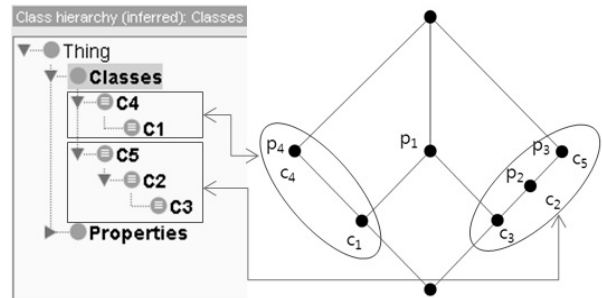 Class hierarchy (inferred): Classes
Thing
Classes
C4
C1
C5
C2
C3
Properties
p4
c4
p1
p3
c5
p2
c2
c3
c1